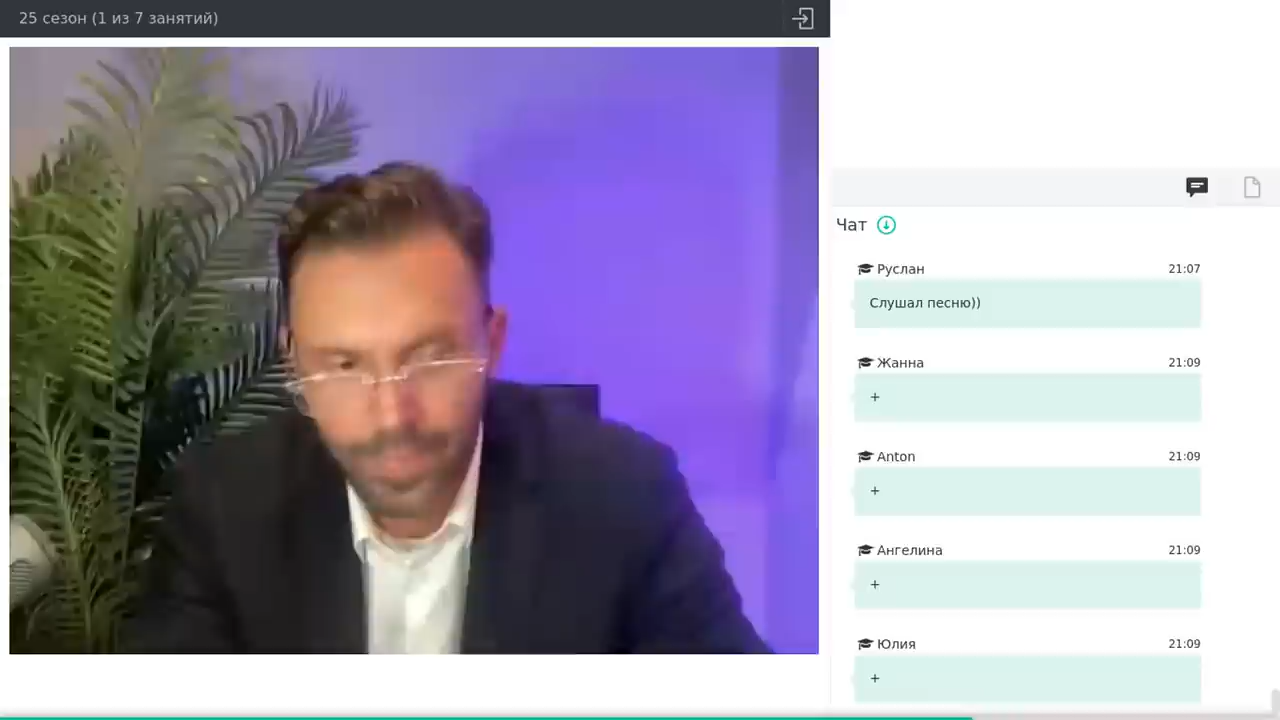 25 сезон (1 из 7 занятий)
Чат
Руслан 21:07
Слушал песню))
Жанна 21:09
+
Anton 21:09
+
Ангелина 21:09
+
Юлия 21:09
+